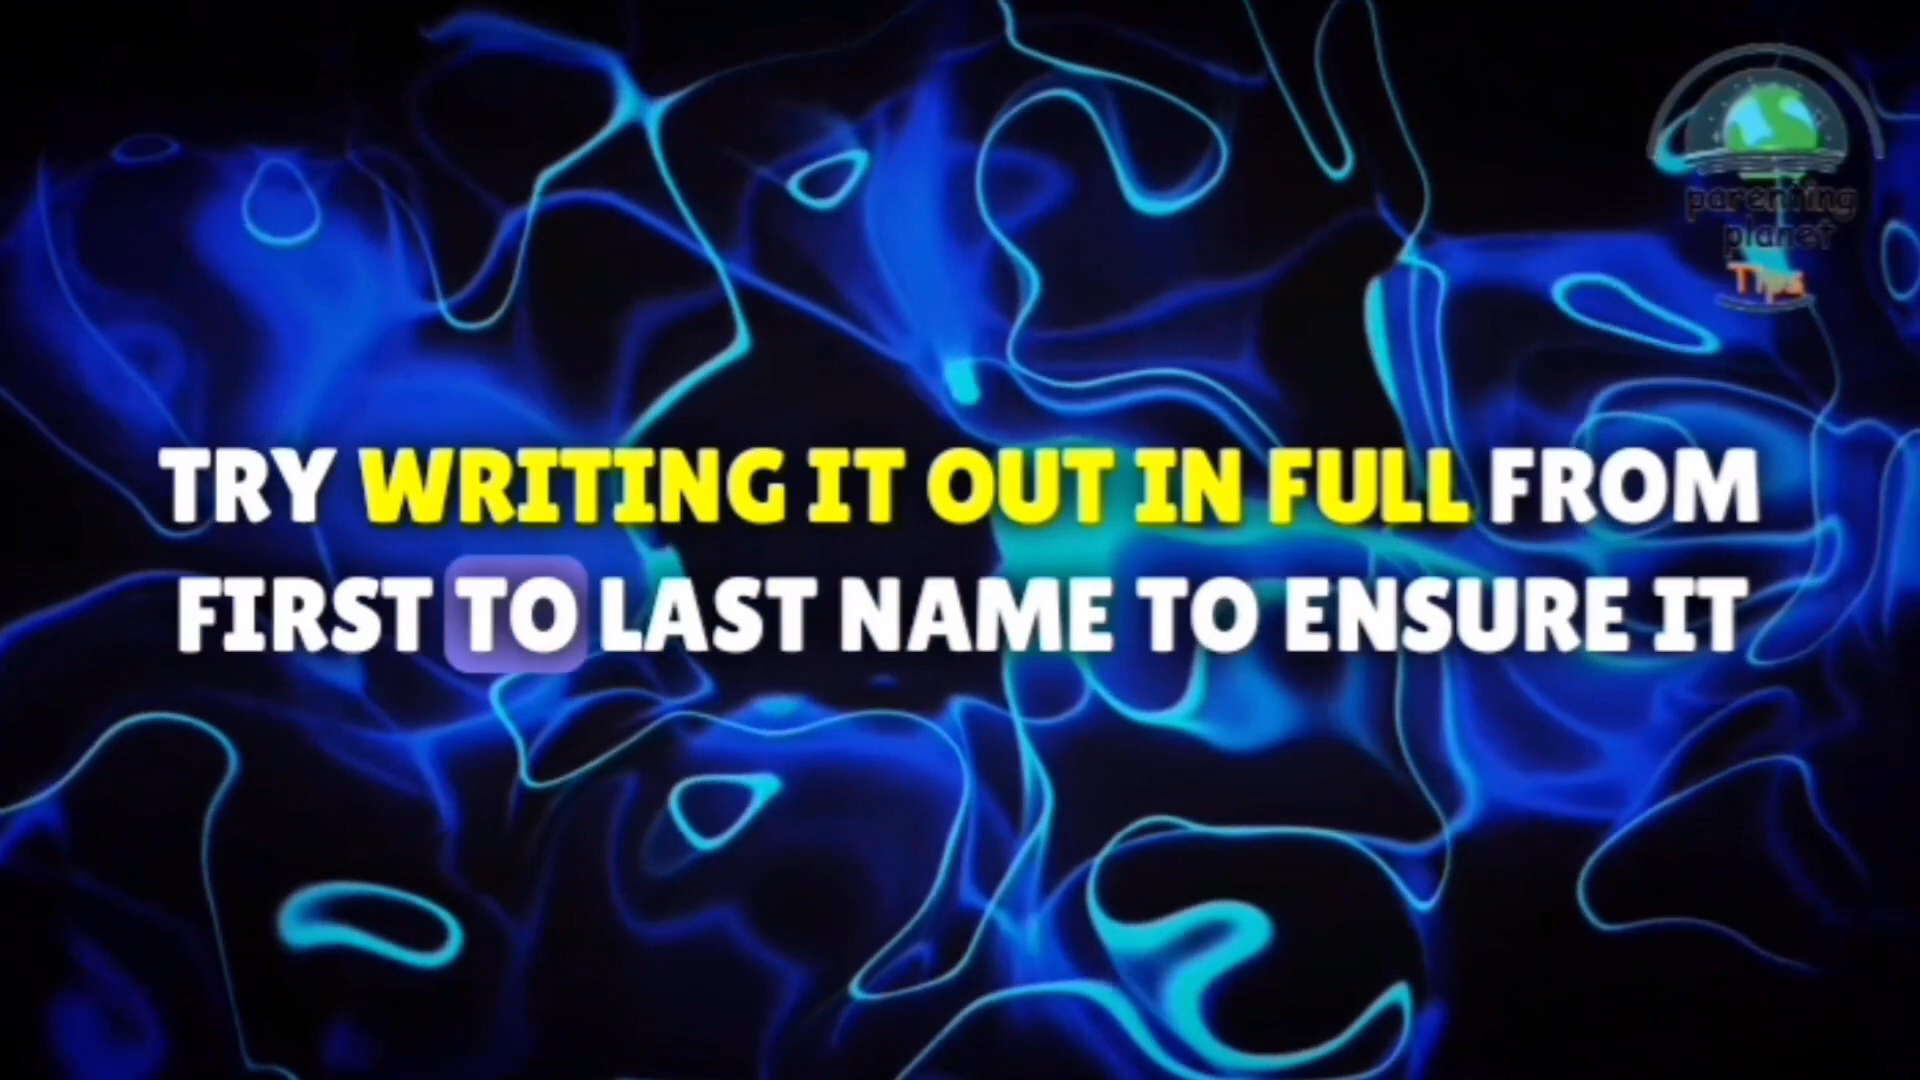 parenting
planet
Tips
TRY WRITING IT OUT IN FULL FROM
FIRST TO LAST NAME TO ENSURE IT